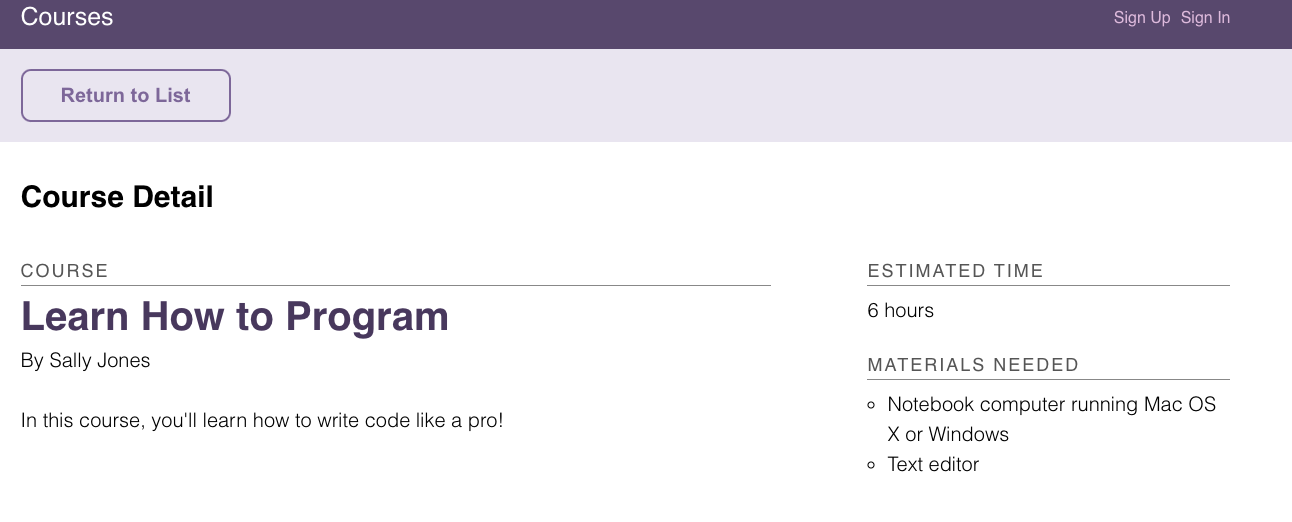 Courses
Sign Up Sign In
Return to List
Course Detail
COURSE
Learn How to Program
By Sally Jones
In this course, you'll learn how to write code like a pro!
ESTIMATED TIME
6 hours
MATERIALS NEEDED
Notebook computer running Mac OS
X or Windows
Text editor